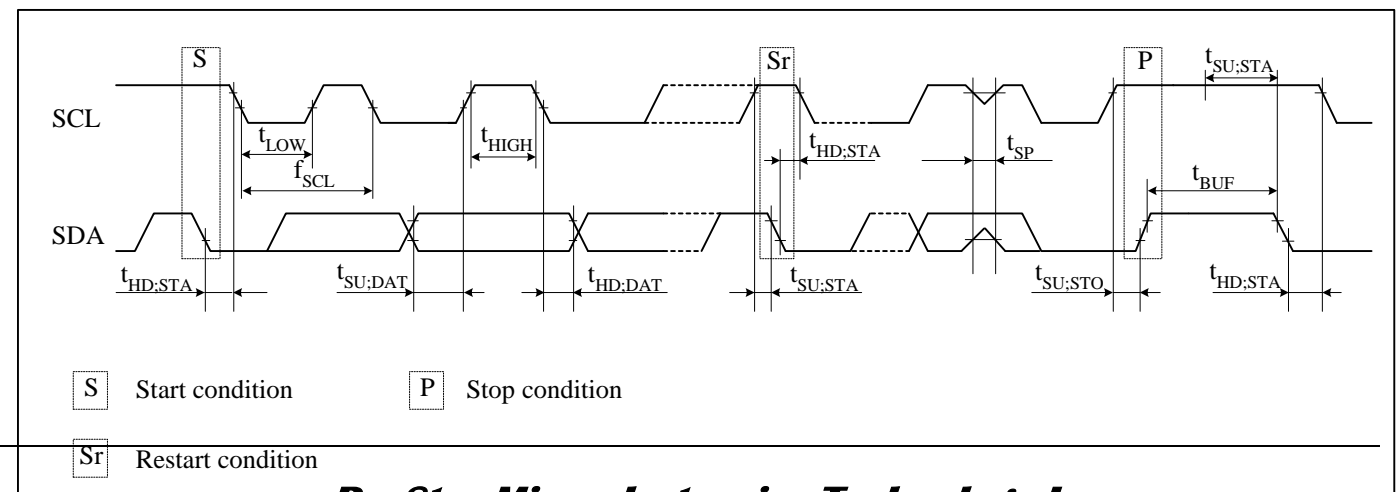 S Sr P tSU;STA
SCL
tLOW tHIGH tHD;STA tSP
fSCL tBUF
SDA
tHD;STA tSU;DAT tHD;DAT tSU;STA tSU;STO tHD;STA
S Start condition P Stop condition
Sr Restart condition